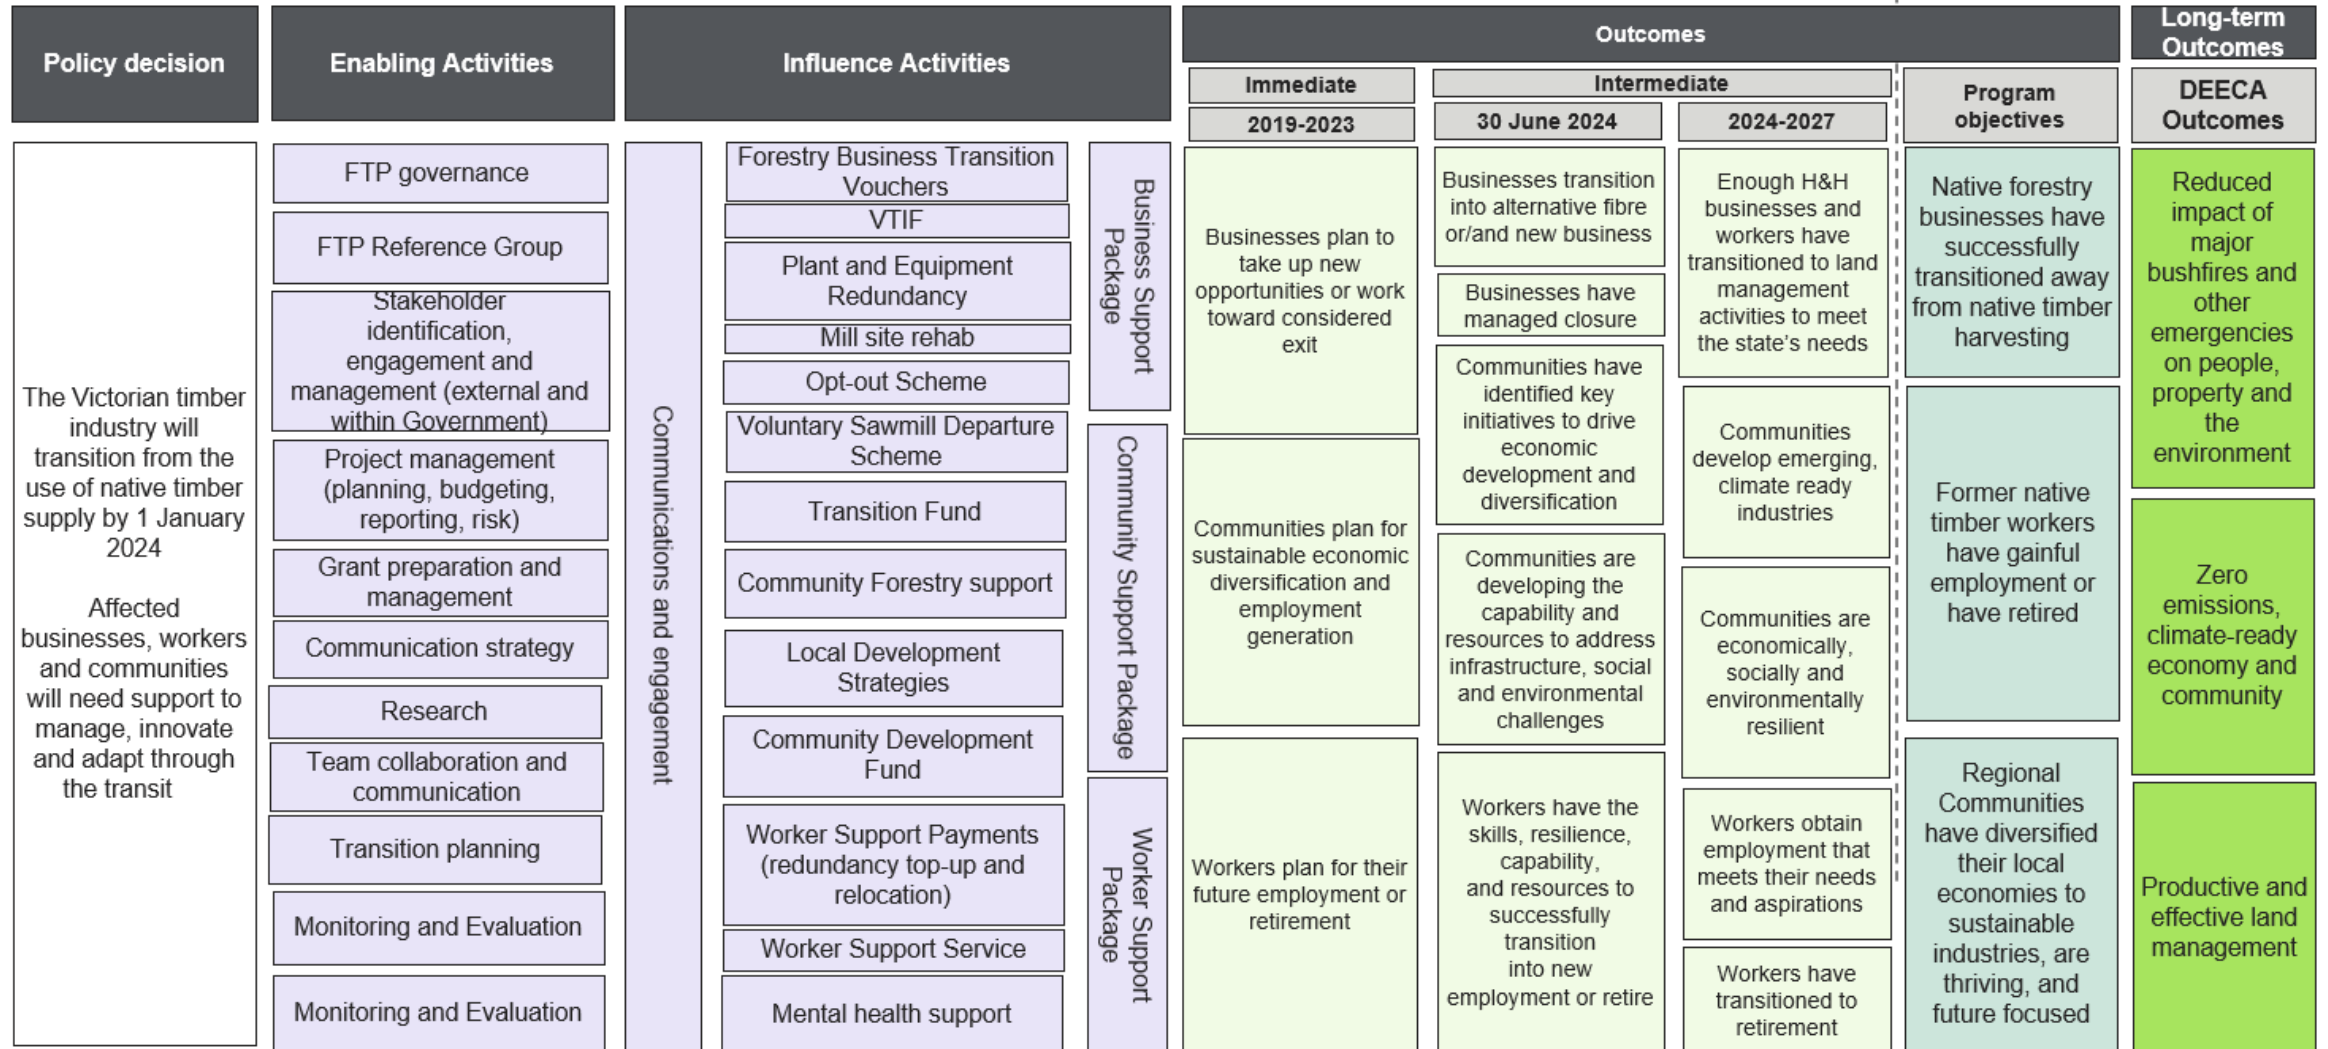 Policy decision
Enabling Activities
Influence Activities
Outcomes
Long-term
Outcomes
Immediate
Intermediate
Program
objectives
DEECA
Outcomes
2019-2023
30 June 2024
2024-2027
The Victorian timber
industry will
transition from the
use of native timber
supply by 1 January
2024
Affected
businesses, workers
and communities
will need support to
manage, innovate
and adapt through
the transit
FTP governance
FTP Reference Group
Stakeholder
identification,
engagement and
management (external and
within Government)
Project management
(planning, budgeting,
reporting, risk)
Grant preparation and
management
Communication strategy
Research
Team collaboration and
communication
Transition planning
Monitoring and Evaluation
Monitoring and Evaluation
Communications and engagement
Forestry Business Transition
Vouchers
VTIF
Plant and Equipment
Redundancy
Mill site rehab
Opt-out Scheme
Voluntary Sawmill Departure
Scheme
Transition Fund
Community Forestry support
Local Development
Strategies
Community Development
Fund
Worker Support Payments
(redundancy top-up and
relocation)
Worker Support Service
Mental health support
Business Support
Package
Community Support Package
Worker Support
Package
Businesses plan to
take up new
opportunities or work
toward considered
exit
Communities plan for
sustainable economic
diversification and
employment
generation
Workers plan for their
future employment or
retirement
Businesses transition
into alternative fibre
or/and new business
Businesses have
managed closure
Communities have
identified key
initiatives to drive
economic
development and
diversification
Communities are
developing the
capability and
resources to address
infrastructure, social
and environmental
challenges
Workers have the
skills, resilience,
capability,
and resources to
successfully
transition
into new
employment or retire
Enough H&H
businesses and
workers have
transitioned to land
management
activities to meet
the state's needs
Communities
develop emerging,
climate ready
industries
Communities are
economically,
socially and
environmentally
resilient
Workers obtain
employment that
meets their needs
and aspirations
Workers have
transitioned to
retirement
Native forestry
businesses have
successfully
transitioned away
from native timber
harvesting
Former native
timber workers
have gainful
employment or
have retired
Regional
Communities
have diversified
their local
economies to
sustainable
industries, are
thriving, and
future focused
Reduced
impact of
major
bushfires and
other
emergencies
on people,
property and
the
environment
Zero
emissions,
climate-ready
economy and
community
Productive and
effective land
management